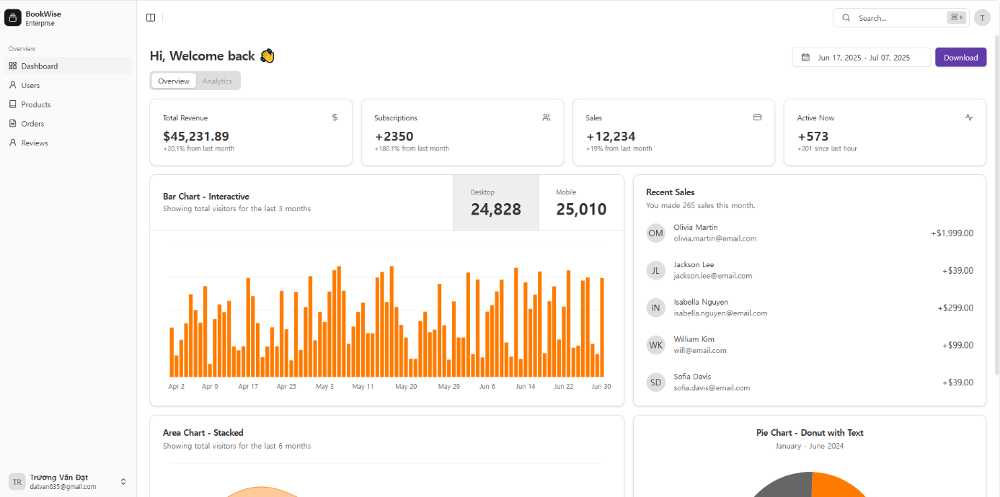 BookWise
Enterprise
Overview
Dashboard
Users
Products
Orders
Reviews
TR
Trương Văn Đạt
datvan635@gmail.com
Search...
⌘ K
T
Hi, Welcome back 👋
Jun 17, 2025 - Jul 07, 2025
Download
Overview
Analytics
Total Revenue
$
$45,231.89
+20.1% from last month
Subscriptions
+2350
+180.1% from last month
Sales
+12,234
+19% from last month
Active Now
+573
+201 since last hour
Bar Chart - Interactive
Showing total visitors for the last 3 months
Desktop
24,828
Mobile
25,010
Apr 2 Apr 9 Apr 17 Apr 25 May 3 May 11 May 20 May 29 Jun 6 Jun 14 Jun 22 Jun 30
Recent Sales
You made 265 sales this month.
OM
Olivia Martin
olivia.martin@email.com
+$1,999.00
JL
Jackson Lee
jackson.lee@email.com
+$39.00
IN
Isabella Nguyen
isabella.nguyen@email.com
+$299.00
WK
William Kim
will@email.com
+$99.00
SD
Sofia Davis
sofia.davis@email.com
+$39.00
Area Chart - Stacked
Showing total visitors for the last 6 months
Pie Chart - Donut with Text
January - June 2024